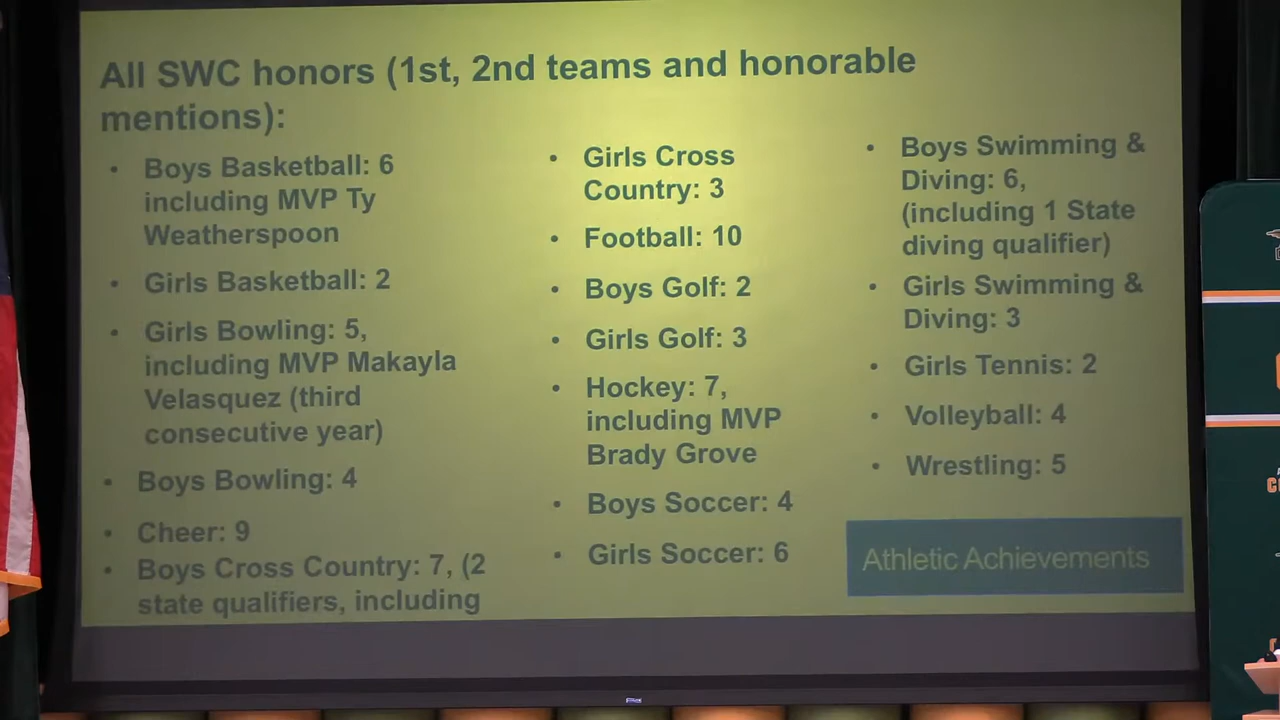 All SWC honors (1st, 2nd teams and honorable
mentions):
• Boys Basketball: 6
including MVP Ty
Weatherspoon
• Girls Basketball: 2
• Girls Bowling: 5,
including MVP Makayla
Velasquez (third
consecutive year)
• Boys Bowling: 4
• Cheer: 9
• Boys Cross Country: 7, (2
state qualifiers, including
• Girls Cross
Country: 3
• Football: 10
• Boys Golf: 2
• Girls Golf: 3
• Hockey: 7,
including MVP
Brady Grove
• Boys Soccer: 4
• Girls Soccer: 6
• Boys Swimming &
Diving: 6,
(including 1 State
diving qualifier)
• Girls Swimming &
Diving: 3
• Girls Tennis: 2
• Volleyball: 4
• Wrestling: 5
Athletic Achievements